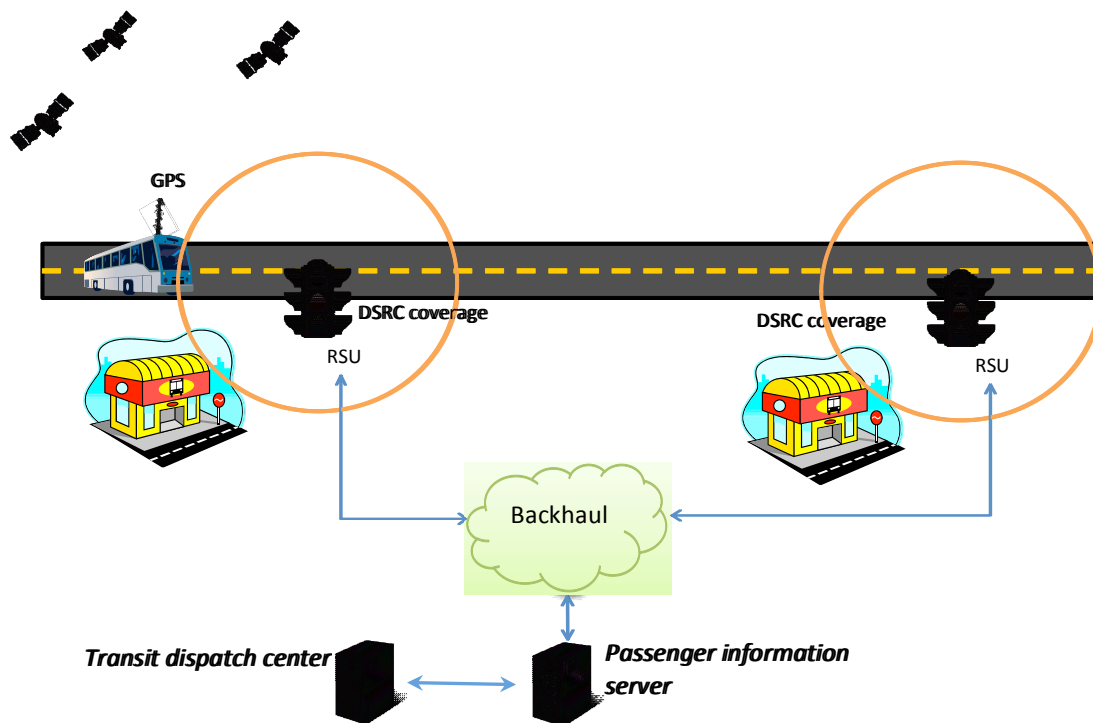 GPS
DSRC coverage
DSRC coverage
RSU
RSU
Backhaul
Transit dispatch center
Passenger information
server